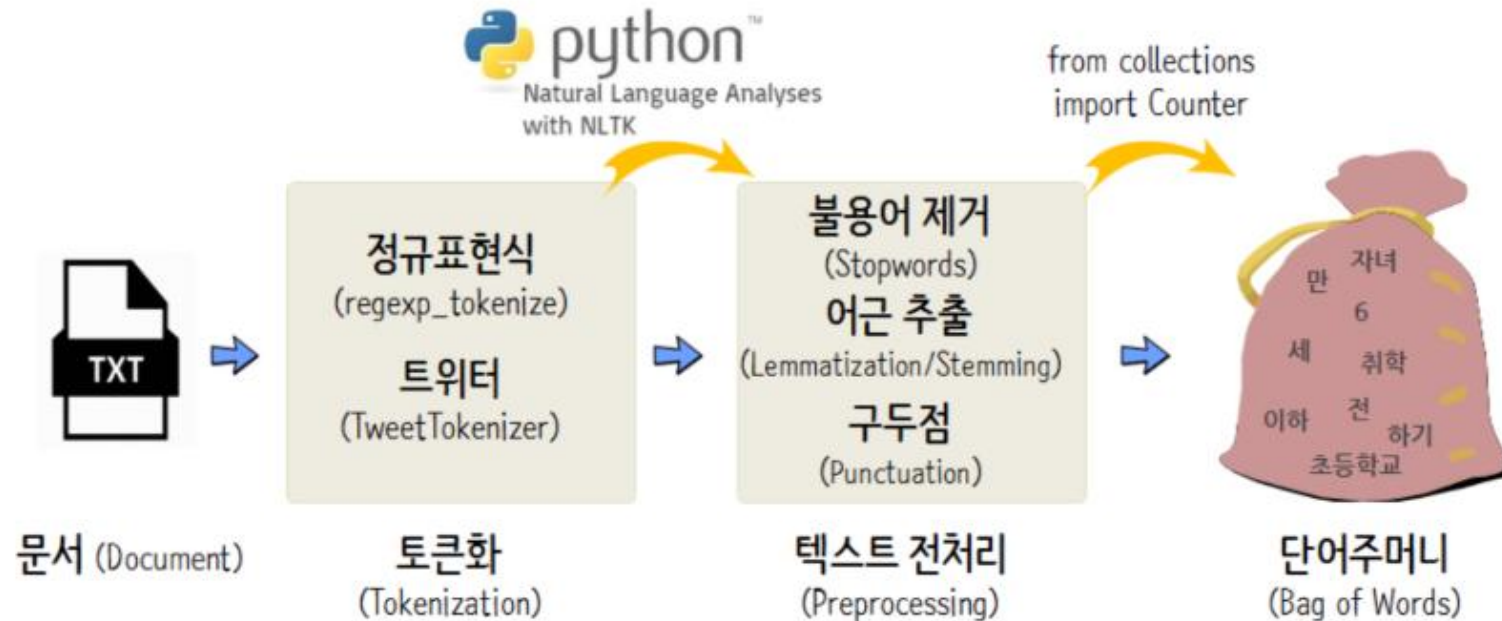 python™
Natural Language Analyses
with NLTK
from collections
import Counter
TXT
정규표현식
(regexp_tokenize)
트위터
(TweetTokenizer)
불용어 제거
(Stopwords)
어근 추출
(Lemmatization/Stemming)
구두점
(Punctuation)
만
자녀
6
세
취학
이하
전
하기
초등학교
문서 (Document)
토큰화
(Tokenization)
텍스트 전처리
(Preprocessing)
단어주머니
(Bag of Words)